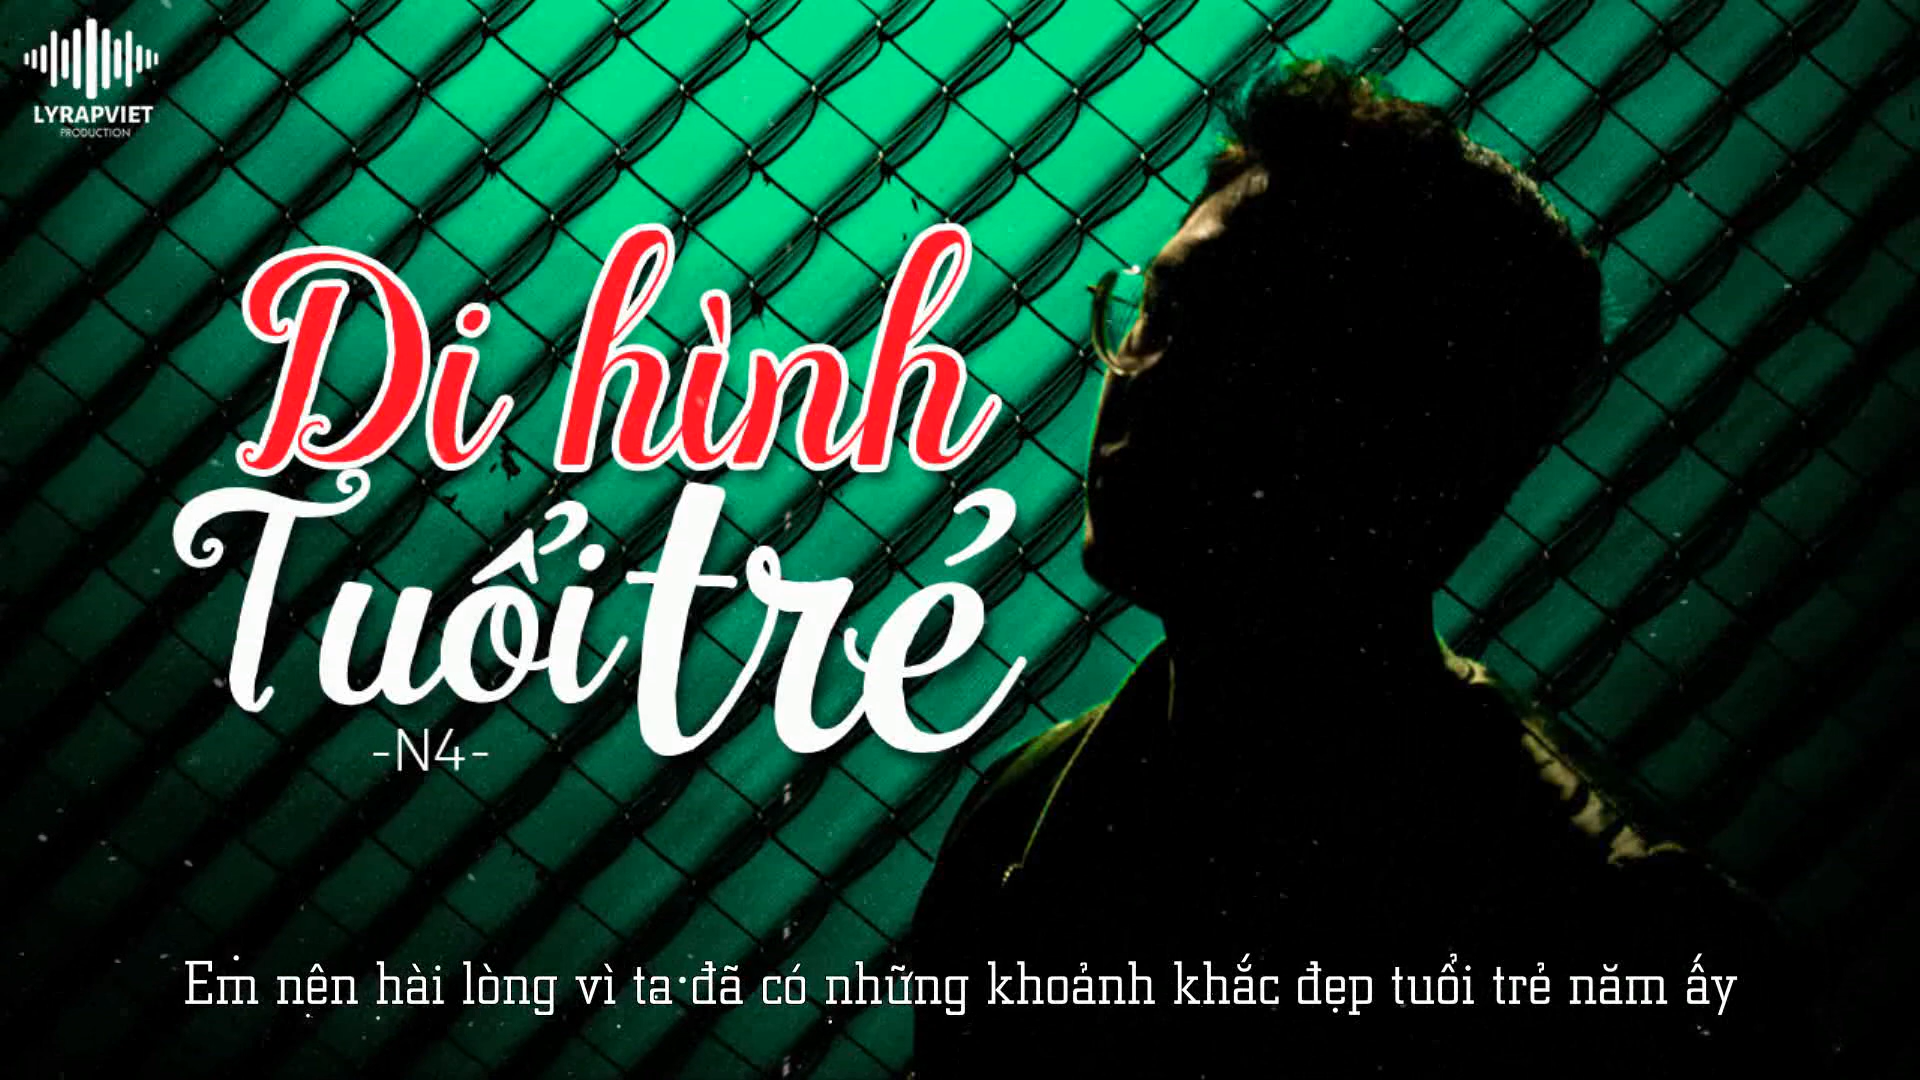 LYRAPVIET
PRODUCTION
Di hình
Tuổi trẻ
-N4-
Em nên hài lòng vì ta đã có những khoảnh khắc đẹp tuổi trẻ năm ấy